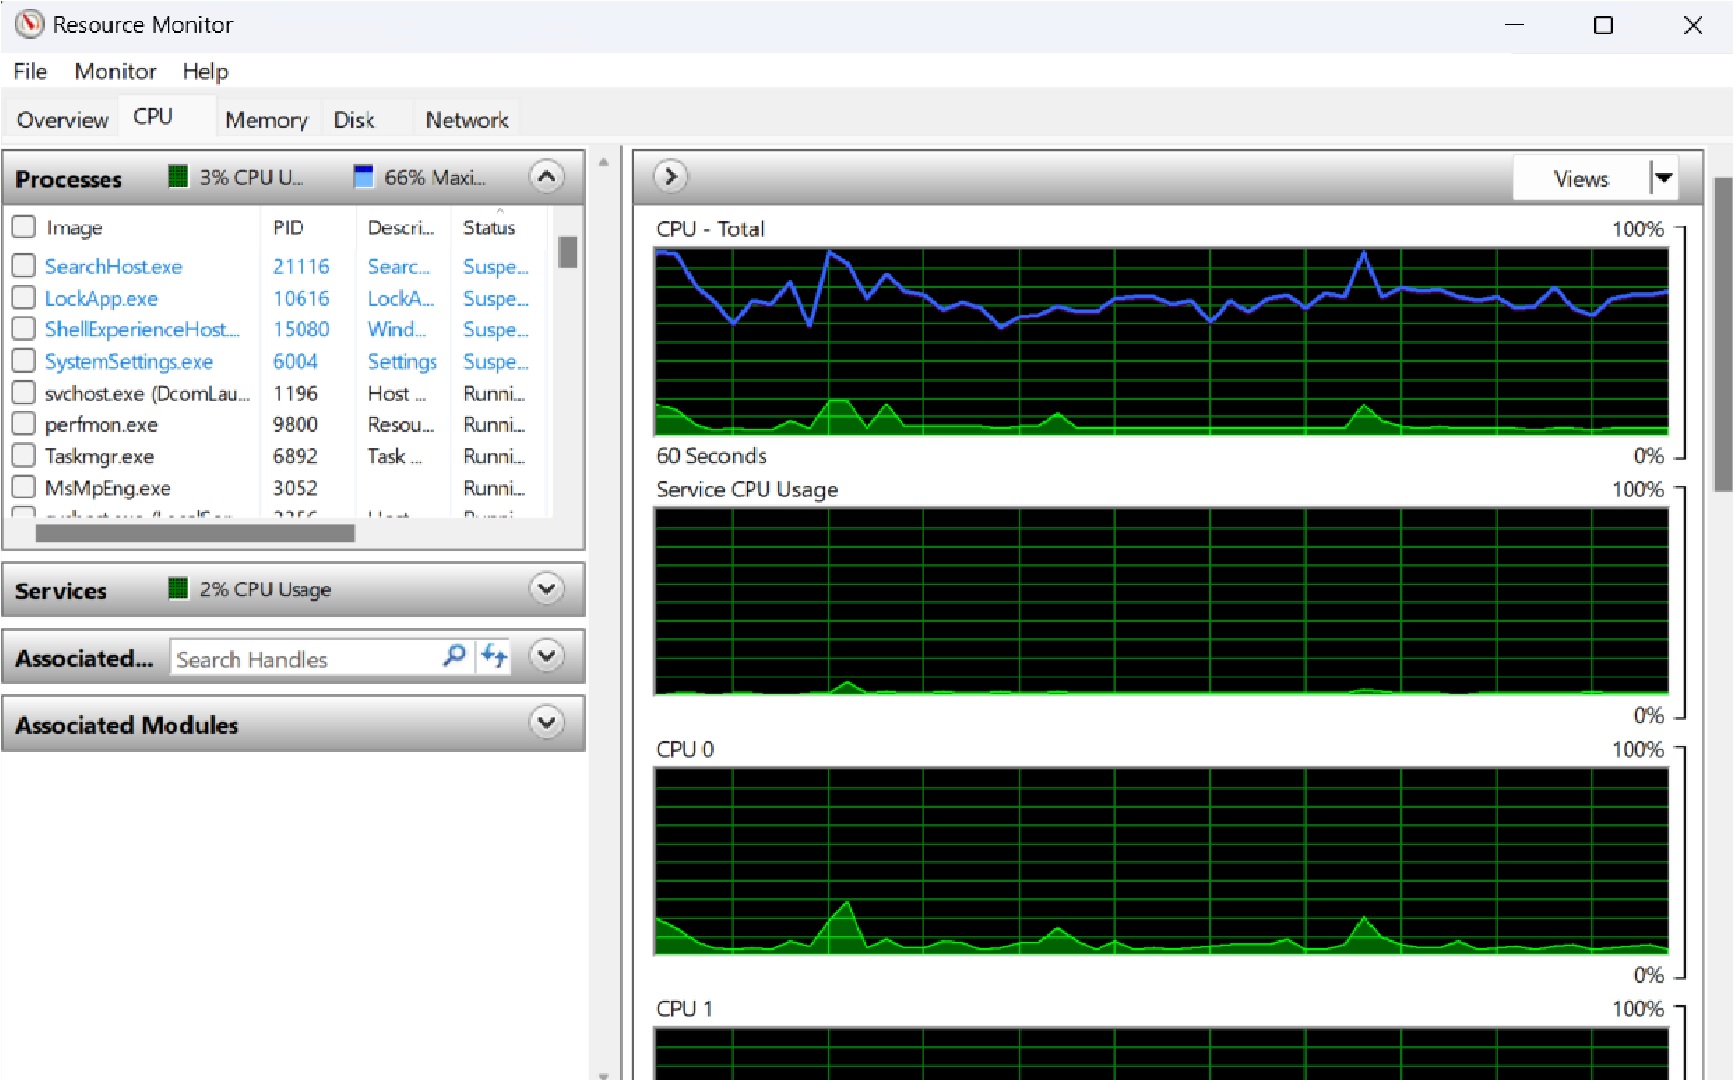 Resource Monitor
File Monitor Help
Overview CPU Memory Disk Network
Processes 3% CPU U... 66% Maxi...
Image PID Descri... Status
SearchHost.exe 21116 Searc... Suspe...
LockApp.exe 10616 LockA... Suspe...
ShellExperienceHost.... 15080 Wind... Suspe...
SystemSettings.exe 6004 Settings Suspe...
svchost.exe (DcomLau... 1196 Host ... Runni...
perfmon.exe 9800 Resou... Runni...
Taskmgr.exe 6892 Task ... Runni...
MsMpEng.exe 3052 Runni...
Services 2% CPU Usage
Associated... Search Handles
Associated Modules
Views
CPU - Total 100%
60 Seconds 0%
Service CPU Usage 100%
0%
CPU 0 100%
0%
CPU 1 100%